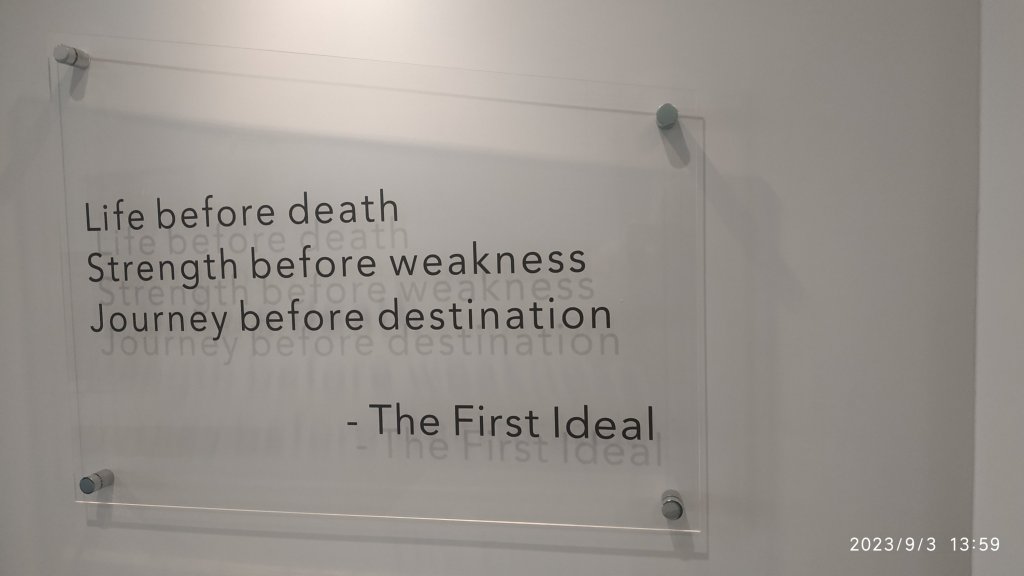 Life before death
Strength before weakness
Journey before destination
- The First Ideal
2023/9/3 13:59